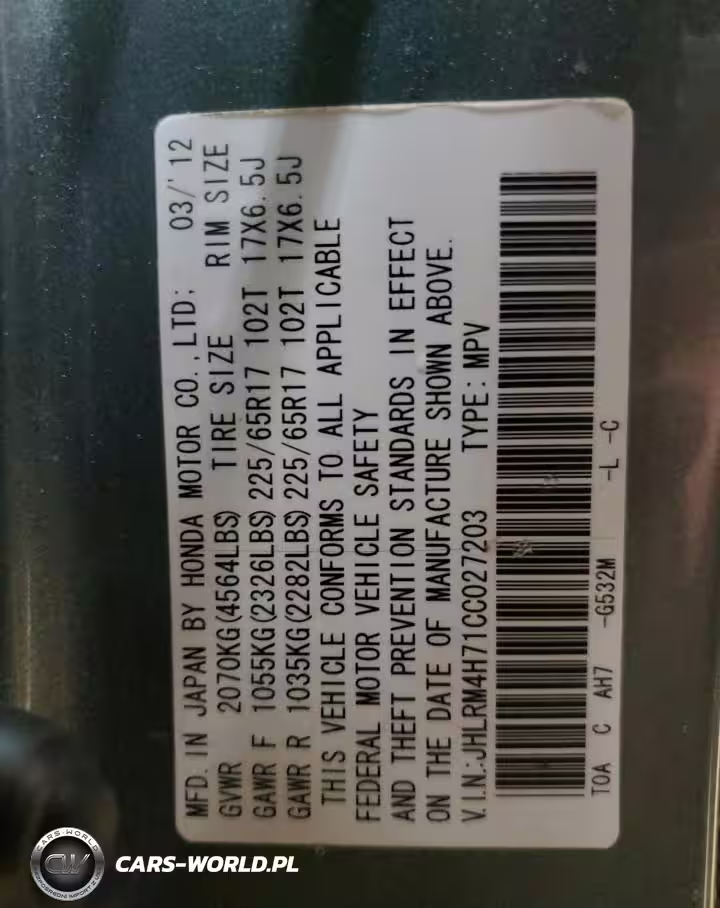 MFD. IN JAPAN BY HONDA MOTOR CO.,LTD; 03/'12
GVWR 2070KG(4564LBS) TIRE SIZE RIM SIZE
GAWR F 1055KG(2326LBS) 225/65R17 102T 17X6.5J
GAWR R 1035KG(2282LBS) 225/65R17 102T 17X6.5J
THIS VEHICLE CONFORMS TO ALL APPLICABLE
FEDERAL MOTOR VEHICLE SAFETY
AND THEFT PREVENTION STANDARDS IN EFFECT
ON THE DATE OF MANUFACTURE SHOWN ABOVE.
V.I.N.:JHLRM4H71CC027203 TYPE: MPV
TOA C AH7 -G532M -L -C
CARS-WORLD
CW
CARS-WORLD.PL